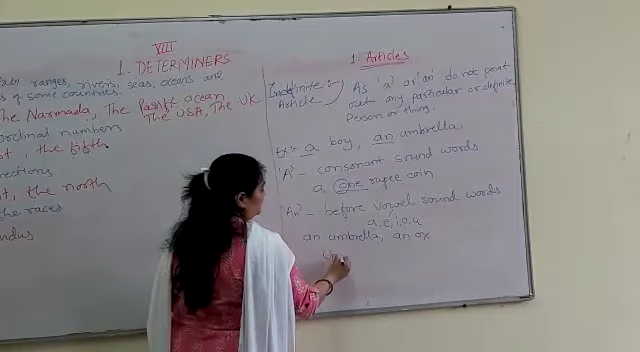 VIII
1. DETERMINERS
ranges, rivers, seas, oceans and
of some countries.
The Narmada, The Pacific Ocean
The USA, The UK
ordinal numbers
the fifth
the north
the races
1. Articles
Indefinite :-
Article
As 'a' or 'an' do not point
out any particular or definite
Person or thing.
a boy, an umbrella.
'A' - consonant sound words
a one rupee coin
'An' - before vowel sound words
a, e, i, o, u
an umbrella, an ox